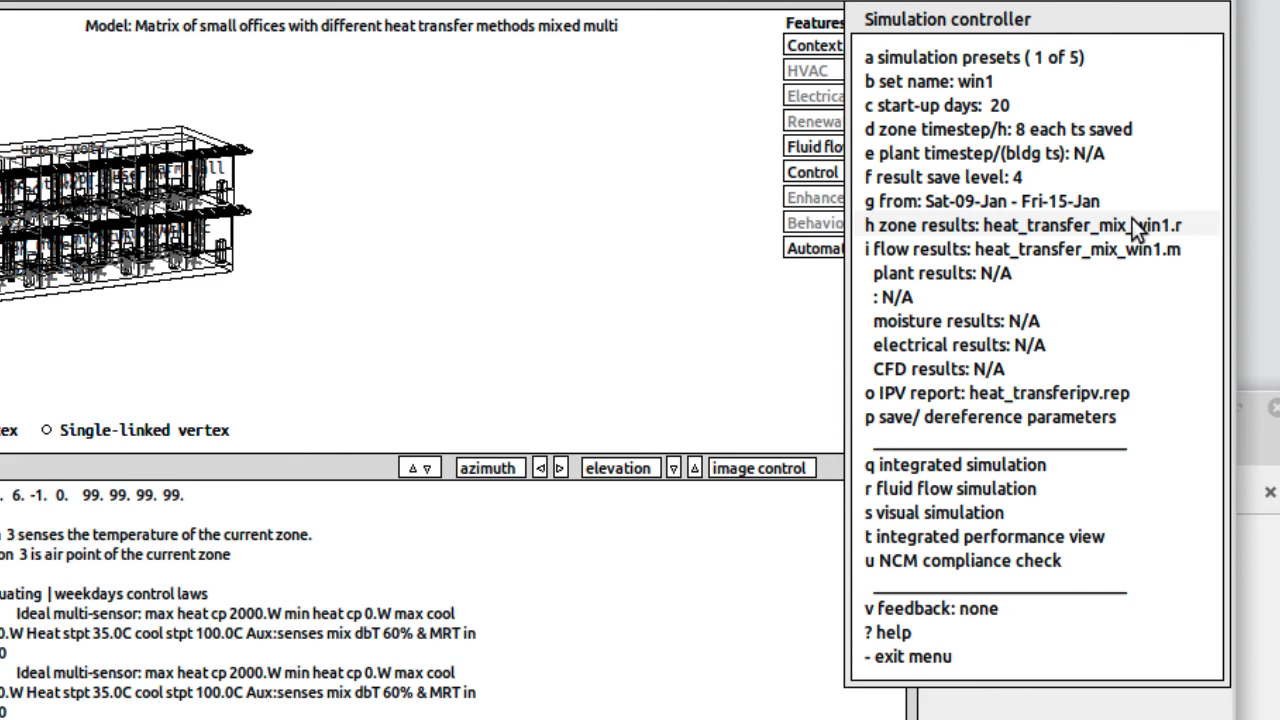 Model: Matrix of small offices with different heat transfer methods mixed multi
Features
Context
HVAC
Electrica
Renewa
Fluid flo
Control
Enhance
Behavio
Automa
upper_void
Single-linked vertex
azimuth
elevation
image control
. 6. -1. 0. 99. 99. 99. 99.
3 senses the temperature of the current zone.
on 3 is air point of the current zone
uating | weekdays control laws
Ideal multi-sensor: max heat cp 2000.W min heat cp 0.W max cool
0.W Heat stpt 35.0C cool stpt 100.0C Aux:senses mix dbT 60% & MRT in
0
Ideal multi-sensor: max heat cp 2000.W min heat cp 0.W max cool
0.W Heat stpt 35.0C cool stpt 100.0C Aux:senses mix dbT 60% & MRT in
0
Simulation controller
a simulation presets ( 1 of 5)
b set name: win1
c start-up days: 20
d zone timestep/h: 8 each ts saved
e plant timestep/(bldg ts): N/A
f result save level: 4
g from: Sat-09-Jan - Fri-15-Jan
h zone results: heat_transfer_mix_win1.r
i flow results: heat_transfer_mix_win1.m
plant results: N/A
: N/A
moisture results: N/A
electrical results: N/A
CFD results: N/A
o IPV report: heat_transferipv.rep
p save/ dereference parameters
q integrated simulation
r fluid flow simulation
s visual simulation
t integrated performance view
u NCM compliance check
v feedback: none
? help
- exit menu